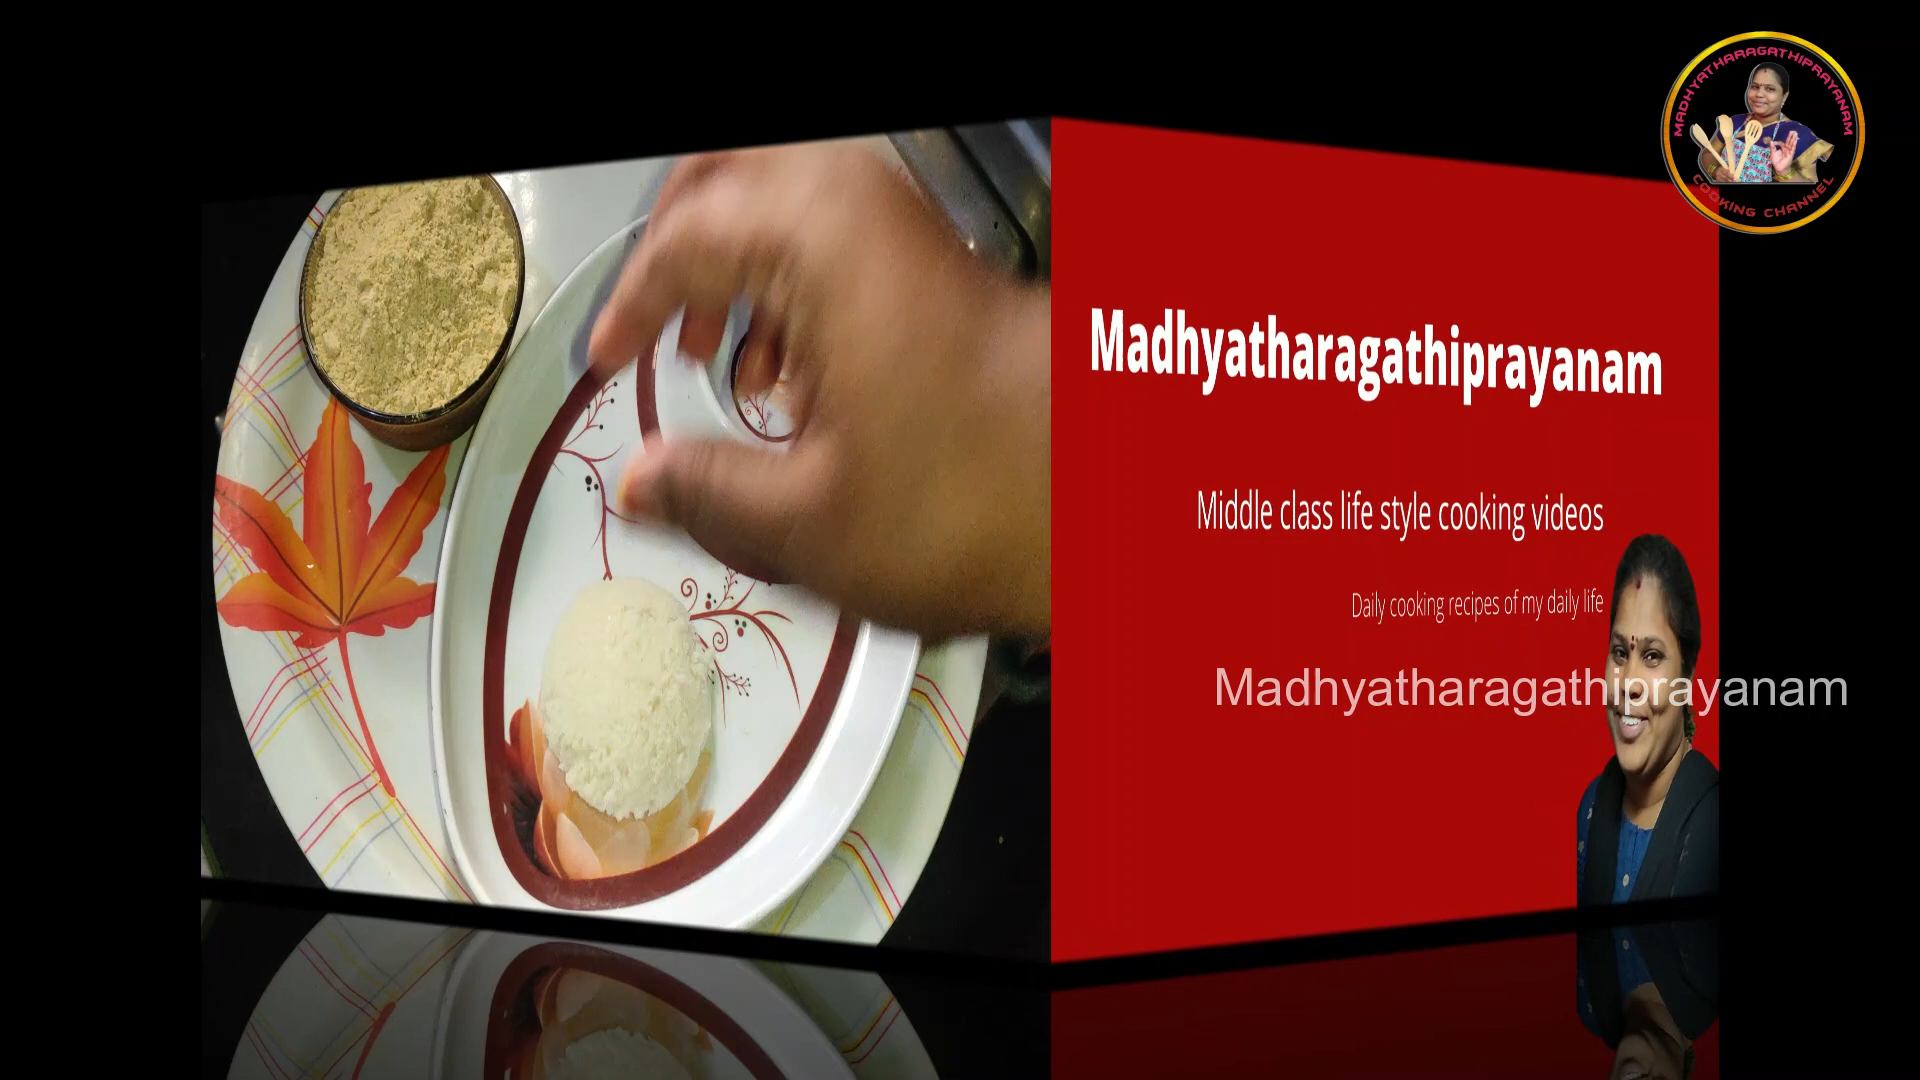 MADHYATHARAGATHIPRAYANAM
COOKING CHANNEL
Madhyatharagathiprayanam
Middle class life style cooking videos
Daily cooking recipes of my daily life
Madhyatharagathiprayanam